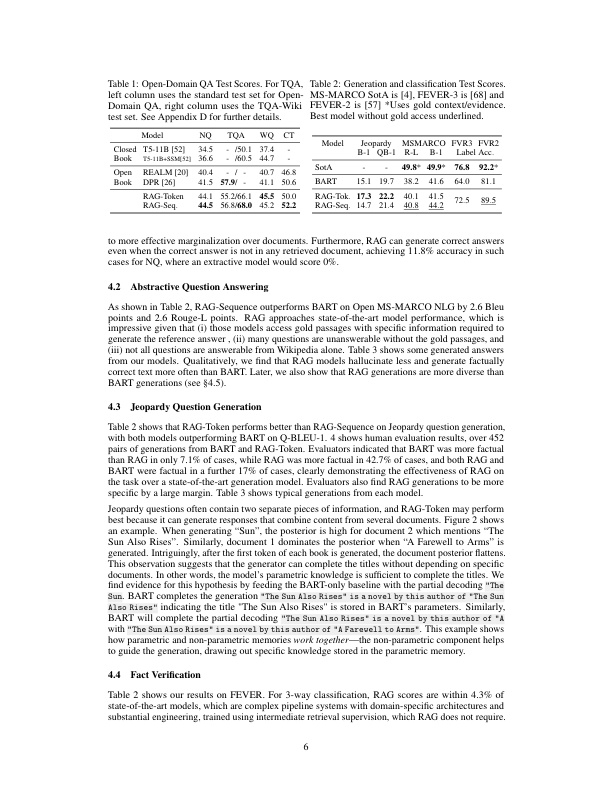 Table 1: Open-Domain QA Test Scores. For TQA,
left column uses the standard test set for Open-
Domain QA, right column uses the TQA-Wiki
test set. See Appendix D for further details.
Model NQ TQA WQ CT
Closed T5-11B [52] 34.5 - /50.1 37.4 -
Book T5-11B+SSM[52] 36.6 - /60.5 44.7 -
Open REALM [20] 40.4 - / - 40.7 46.8
Book DPR [26] 41.5 57.9/ - 41.1 50.6
RAG-Token 44.1 55.2/66.1 45.5 50.0
RAG-Seq. 44.5 56.8/68.0 45.2 52.2
Table 2: Generation and classification Test Scores.
MS-MARCO SotA is [4], FEVER-3 is [68] and
FEVER-2 is [57] *Uses gold context/evidence.
Best model without gold access underlined.
Model Jeopardy MSMARCO FVR3 FVR2
B-1 QB-1 R-L B-1 Label Acc.
SotA - - 49.8* 49.9* 76.8 92.2*
BART 15.1 19.7 38.2 41.6 64.0 81.1
RAG-Tok. 17.3 22.2 40.1 41.5 72.5 89.5
RAG-Seq. 14.7 21.4 40.8 44.2
to more effective marginalization over documents. Furthermore, RAG can generate correct answers
even when the correct answer is not in any retrieved document, achieving 11.8% accuracy in such
cases for NQ, where an extractive model would score 0%.
4.2 Abstractive Question Answering
As shown in Table 2, RAG-Sequence outperforms BART on Open MS-MARCO NLG by 2.6 Bleu
points and 2.6 Rouge-L points. RAG approaches state-of-the-art model performance, which is
impressive given that (i) those models access gold passages with specific information required to
generate the reference answer , (ii) many questions are unanswerable without the gold passages, and
(iii) not all questions are answerable from Wikipedia alone. Table 3 shows some generated answers
from our models. Qualitatively, we find that RAG models hallucinate less and generate factually
correct text more often than BART. Later, we also show that RAG generations are more diverse than
BART generations (see §4.5).
4.3 Jeopardy Question Generation
Table 2 shows that RAG-Token performs better than RAG-Sequence on Jeopardy question generation,
with both models outperforming BART on Q-BLEU-1. 4 shows human evaluation results, over 452
pairs of generations from BART and RAG-Token. Evaluators indicated that BART was more factual
than RAG in only 7.1% of cases, while RAG was more factual in 42.7% of cases, and both RAG and
BART were factual in a further 17% of cases, clearly demonstrating the effectiveness of RAG on
the task over a state-of-the-art generation model. Evaluators also find RAG generations to be more
specific by a large margin. Table 3 shows typical generations from each model.
Jeopardy questions often contain two separate pieces of information, and RAG-Token may perform
best because it can generate responses that combine content from several documents. Figure 2 shows
an example. When generating “Sun”, the posterior is high for document 2 which mentions “The
Sun Also Rises”. Similarly, document 1 dominates the posterior when “A Farewell to Arms” is
generated. Intriguingly, after the first token of each book is generated, the document posterior flattens.
This observation suggests that the generator can complete the titles without depending on specific
documents. In other words, the model’s parametric knowledge is sufficient to complete the titles. We
find evidence for this hypothesis by feeding the BART-only baseline with the partial decoding "The
Sun. BART completes the generation "The Sun Also Rises" is a novel by this author of "The Sun
Also Rises" indicating the title "The Sun Also Rises" is stored in BART’s parameters. Similarly,
BART will complete the partial decoding "The Sun Also Rises" is a novel by this author of "A
with "The Sun Also Rises" is a novel by this author of "A Farewell to Arms". This example shows
how parametric and non-parametric memories work together—the non-parametric component helps
to guide the generation, drawing out specific knowledge stored in the parametric memory.
4.4 Fact Verification
Table 2 shows our results on FEVER. For 3-way classification, RAG scores are within 4.3% of
state-of-the-art models, which are complex pipeline systems with domain-specific architectures and
substantial engineering, trained using intermediate retrieval supervision, which RAG does not require.
6